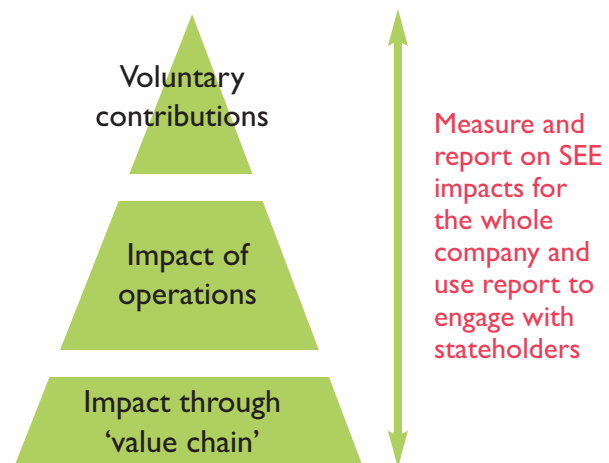 Voluntary
contributions
Impact of
operations
Impact through
‘value chain’
Measure and
report on SEE
impacts for
the whole
company and
use report to
engage with
stateholders